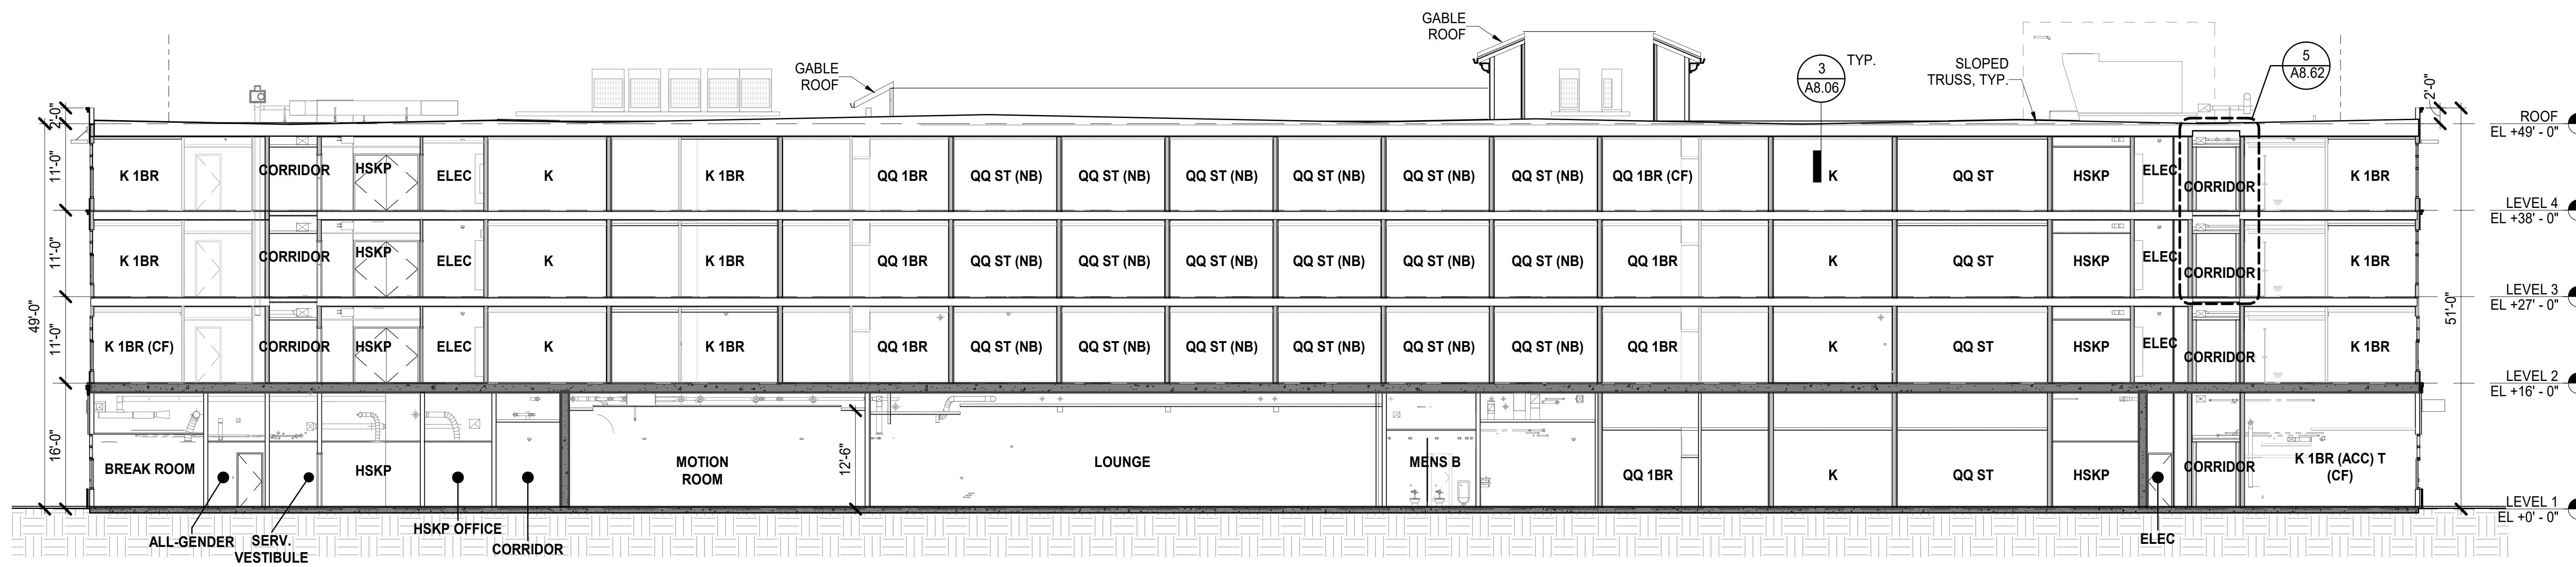 GABLE
ROOF
GABLE
ROOF
3
A8.06
TYP.
SLOPED
TRUSS, TYP.
5
A8.62
2'-0"
2'-0"
ROOF
EL +49' - 0"
11'-0"
K 1BR
CORRIDOR
HSKP
ELEC
K
K 1BR
QQ 1BR
QQ ST (NB)
QQ ST (NB)
QQ ST (NB)
QQ ST (NB)
QQ ST (NB)
QQ ST (NB)
QQ 1BR (CF)
K
QQ ST
HSKP
ELEC
CORRIDOR
K 1BR
LEVEL 4
EL +38' - 0"
11'-0"
K 1BR
CORRIDOR
HSKP
ELEC
K
K 1BR
QQ 1BR
QQ ST (NB)
QQ ST (NB)
QQ ST (NB)
QQ ST (NB)
QQ ST (NB)
QQ ST (NB)
QQ 1BR
K
QQ ST
HSKP
ELEC
CORRIDOR
K 1BR
LEVEL 3
EL +27' - 0"
49'-0"
51'-0"
11'-0"
K 1BR (CF)
CORRIDOR
HSKP
ELEC
K
K 1BR
QQ 1BR
QQ ST (NB)
QQ ST (NB)
QQ ST (NB)
QQ ST (NB)
QQ ST (NB)
QQ ST (NB)
QQ 1BR
K
QQ ST
HSKP
ELEC
CORRIDOR
K 1BR
LEVEL 2
EL +16' - 0"
16'-0"
BREAK ROOM
HSKP
MOTION
ROOM
12'-6"
LOUNGE
MENS B
QQ 1BR
K
QQ ST
HSKP
CORRIDOR
K 1BR (ACC) T
(CF)
LEVEL 1
EL +0' - 0"
ALL-GENDER
SERV.
VESTIBULE
HSKP OFFICE
CORRIDOR
ELEC